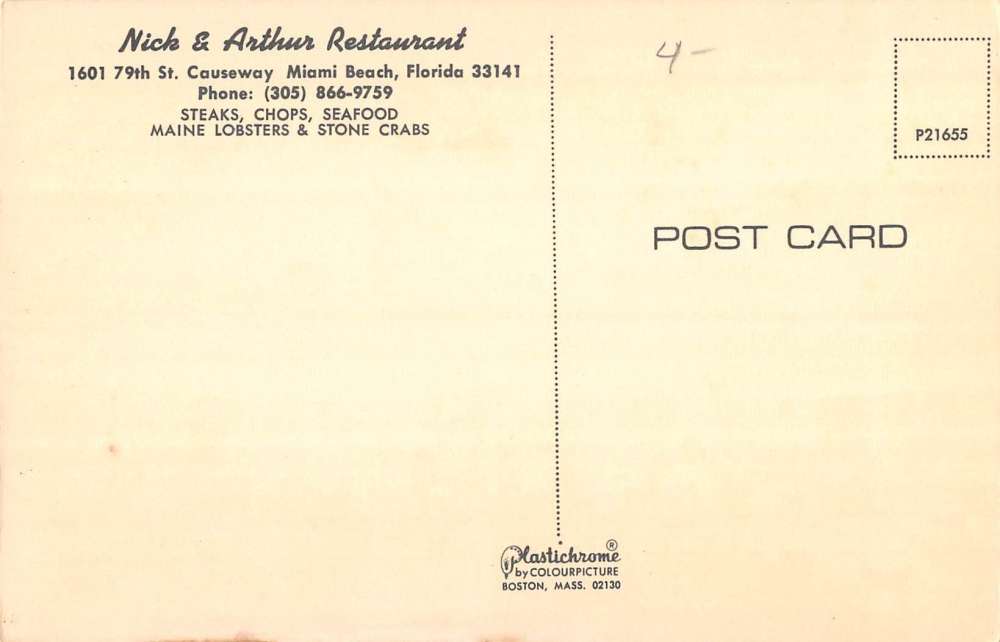 Nick & Arthur Restaurant
1601 79th St. Causeway Miami Beach, Florida 33141
Phone: (305) 866-9759
STEAKS, CHOPS, SEAFOOD
MAINE LOBSTERS & STONE CRABS
4-
P21655
POST CARD
Plastichrome®
by COLOURPICTURE
BOSTON, MASS. 02130